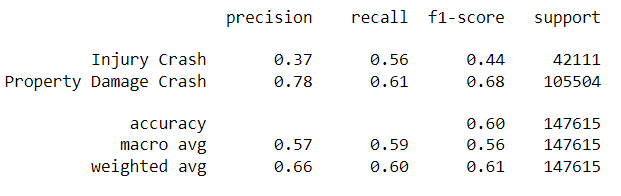 precision recall f1-score support
Injury Crash 0.37 0.56 0.44 42111
Property Damage Crash 0.78 0.61 0.68 105504
accuracy 0.60 147615
macro avg 0.57 0.59 0.56 147615
weighted avg 0.66 0.60 0.61 147615